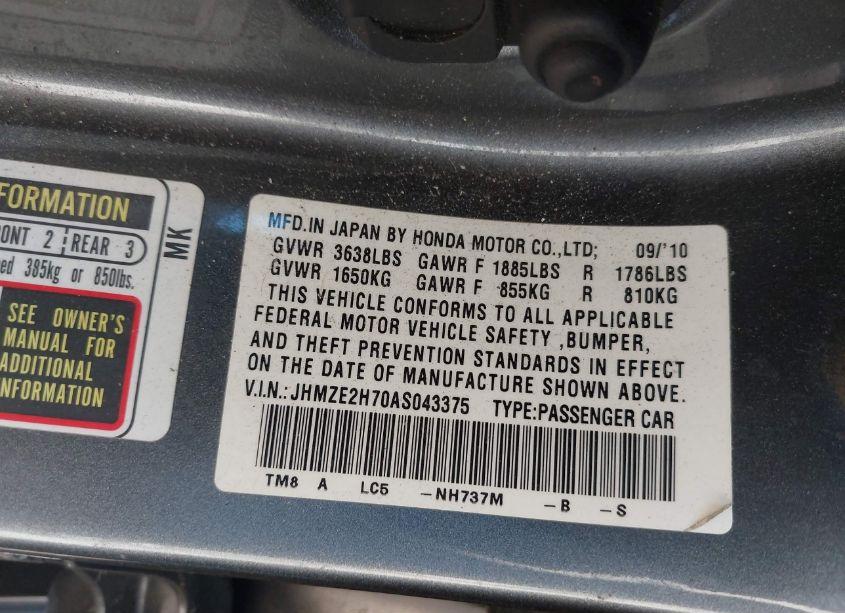 FORMATION
ONT 2 REAR 3
ed 385kg or 850lbs.
SEE OWNER'S
MANUAL FOR
ADDITIONAL
INFORMATION
MK
MFD.IN JAPAN BY HONDA MOTOR CO.,LTD; 09/'10
GVWR 3638LBS GAWR F 1885LBS R 1786LBS
GVWR 1650KG GAWR F 855KG R 810KG
THIS VEHICLE CONFORMS TO ALL APPLICABLE
FEDERAL MOTOR VEHICLE SAFETY ,BUMPER,
AND THEFT PREVENTION STANDARDS IN EFFECT
ON THE DATE OF MANUFACTURE SHOWN ABOVE.
V.I.N.:JHMZE2H70AS043375 TYPE:PASSENGER CAR
TM8 A LC5 -NH737M -B -S